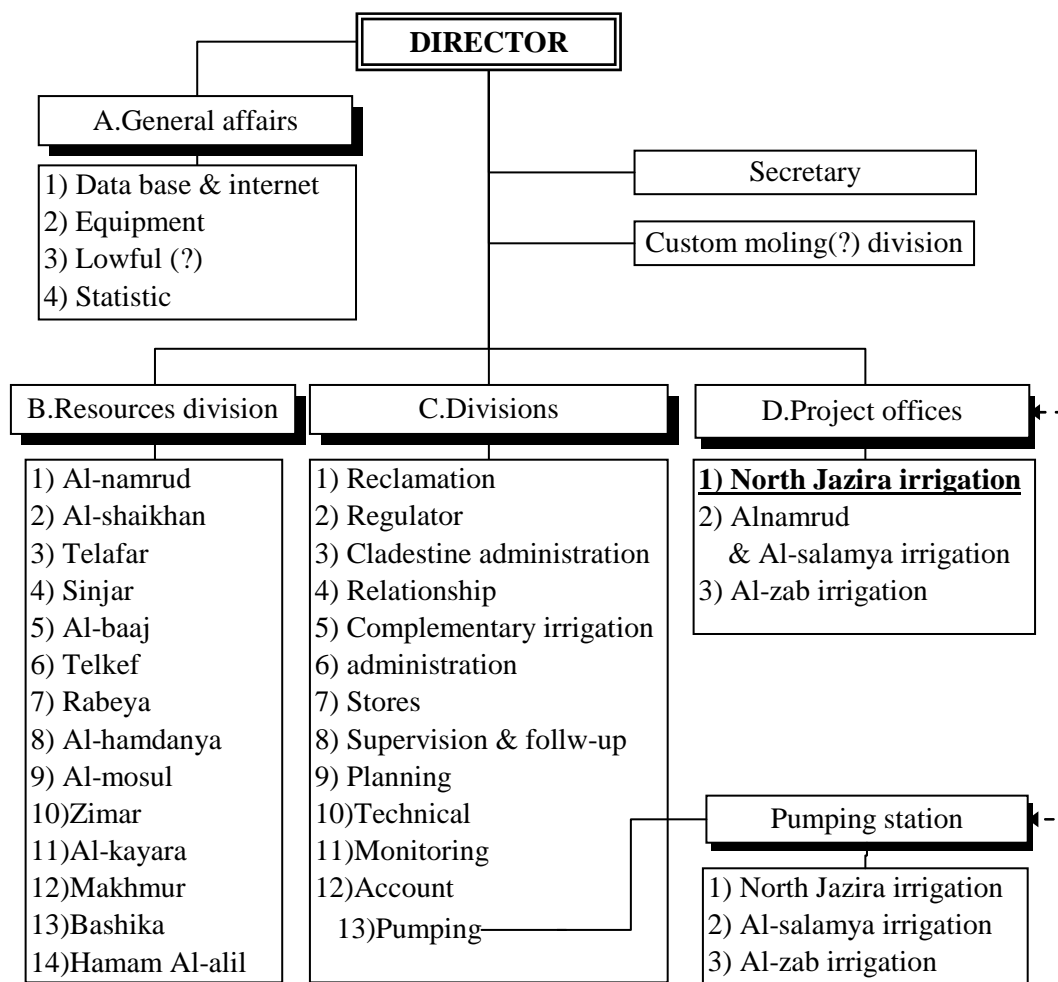 DIRECTOR
A.General affairs
1) Data base & internet
2) Equipment
3) Lowful (?)
4) Statistic
Secretary
Custom moling(?) division
B.Resources division
1) Al-namrud
2) Al-shaikhan
3) Telafar
4) Sinjar
5) Al-baaj
6) Telkef
7) Rabeya
8) Al-hamdanya
9) Al-mosul
10)Zimar
11)Al-kayara
12)Makhmur
13)Bashika
14)Hamam Al-alil
C.Divisions
1) Reclamation
2) Regulator
3) Cladestine administration
4) Relationship
5) Complementary irrigation
6) administration
7) Stores
8) Supervision & follw-up
9) Planning
10)Technical
11)Monitoring
12)Account
13)Pumping
D.Project offices
1) North Jazira irrigation
2) Alnamrud
& Al-salamya irrigation
3) Al-zab irrigation
Pumping station
1) North Jazira irrigation
2) Al-salamya irrigation
3) Al-zab irrigation